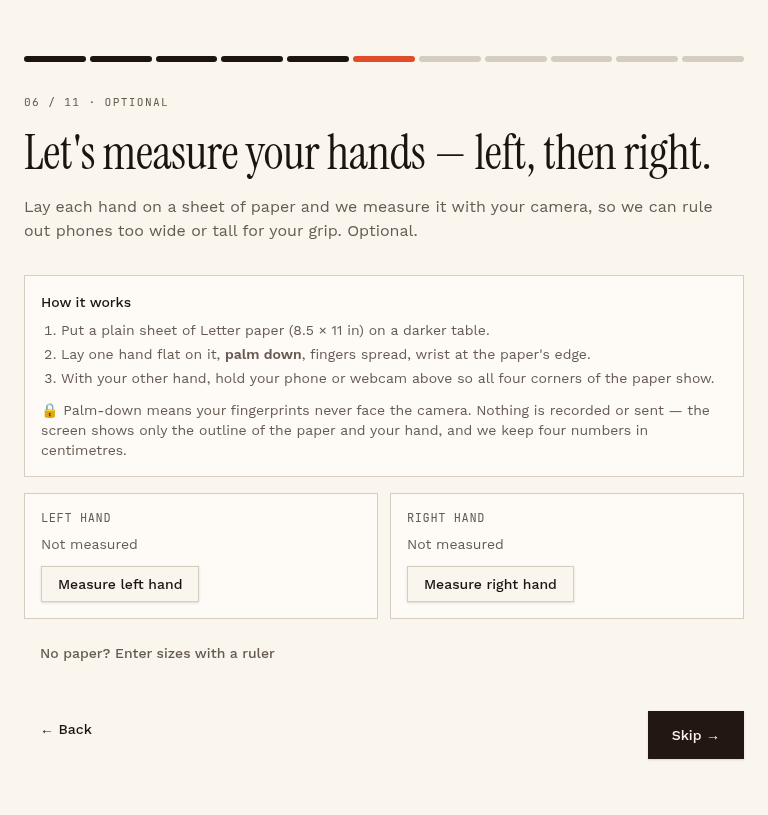 06 / 11 · OPTIONAL
Let's measure your hands — left, then right.
Lay each hand on a sheet of paper and we measure it with your camera, so we can rule
out phones too wide or tall for your grip. Optional.
How it works
1. Put a plain sheet of Letter paper (8.5 × 11 in) on a darker table.
2. Lay one hand flat on it, palm down, fingers spread, wrist at the paper's edge.
3. With your other hand, hold your phone or webcam above so all four corners of the paper show.
🔒 Palm-down means your fingerprints never face the camera. Nothing is recorded or sent — the
screen shows only the outline of the paper and your hand, and we keep four numbers in
centimetres.
LEFT HAND
Not measured
Measure left hand
RIGHT HAND
Not measured
Measure right hand
No paper? Enter sizes with a ruler
← Back
Skip →